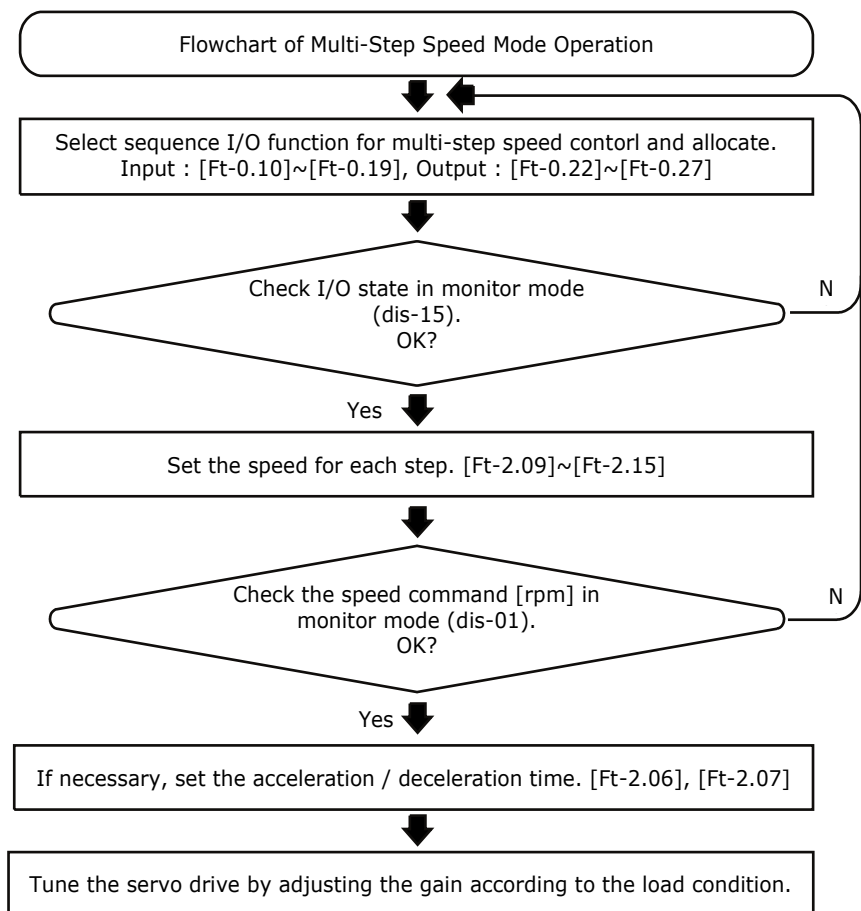 Flowchart of Multi-Step Speed Mode Operation
Select sequence I/O function for multi-step speed contorl and allocate.
Input : [Ft-0.10]~[Ft-0.19], Output : [Ft-0.22]~[Ft-0.27]
Check I/O state in monitor mode
(dis-15).
OK?
N
Yes
Set the speed for each step. [Ft-2.09]~[Ft-2.15]
Check the speed command [rpm] in
monitor mode (dis-01).
OK?
N
Yes
If necessary, set the acceleration / deceleration time. [Ft-2.06], [Ft-2.07]
Tune the servo drive by adjusting the gain according to the load condition.